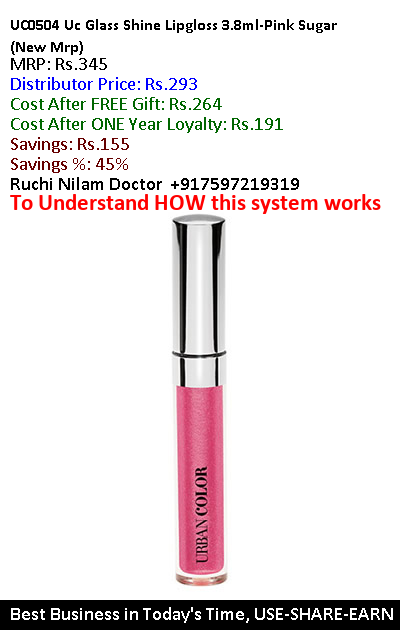 UC0504 Uc Glass Shine Lipgloss 3.8ml-Pink Sugar
(New Mrp)
MRP: Rs.345
Distributor Price: Rs.293
Cost After FREE Gift: Rs.264
Cost After ONE Year Loyalty: Rs.191
Savings: Rs.155
Savings %: 45%
Ruchi Nilam Doctor +917597219319
To Understand HOW this system works
URBAN COLOR
Best Business in Today's Time, USE-SHARE-EARN